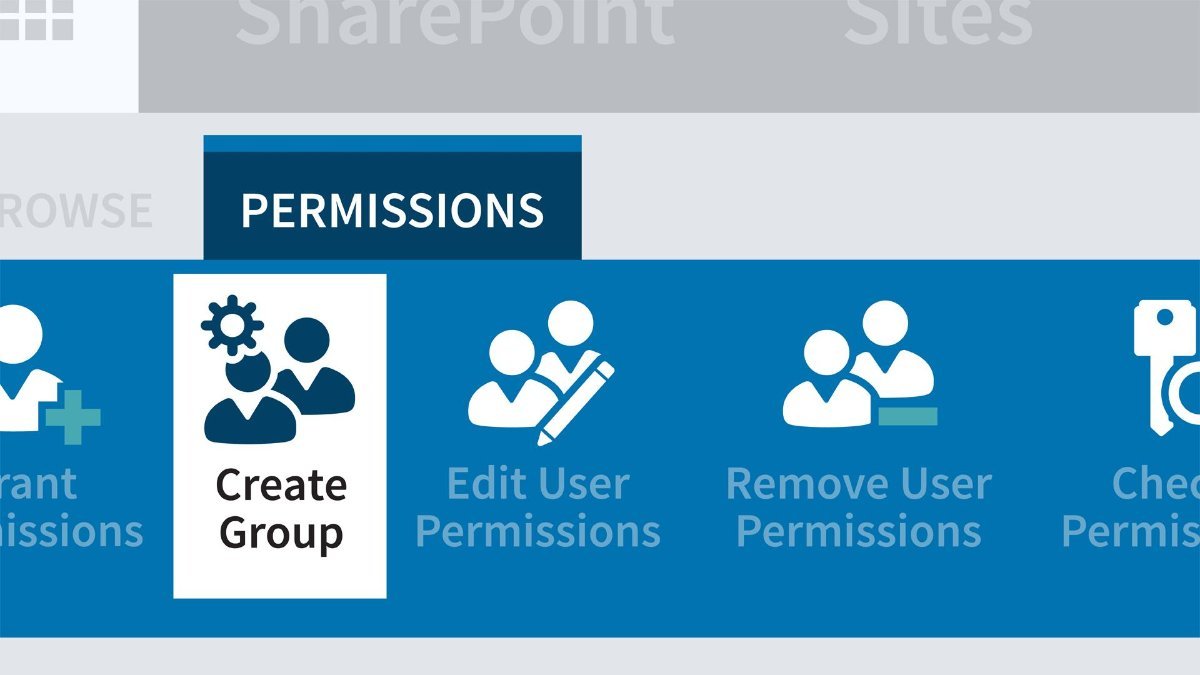 SharePoint Sites
ROWSE PERMISSIONS
rant
issions
Create
Group
Edit User
Permissions
Remove User
Permissions
Chec
Permis